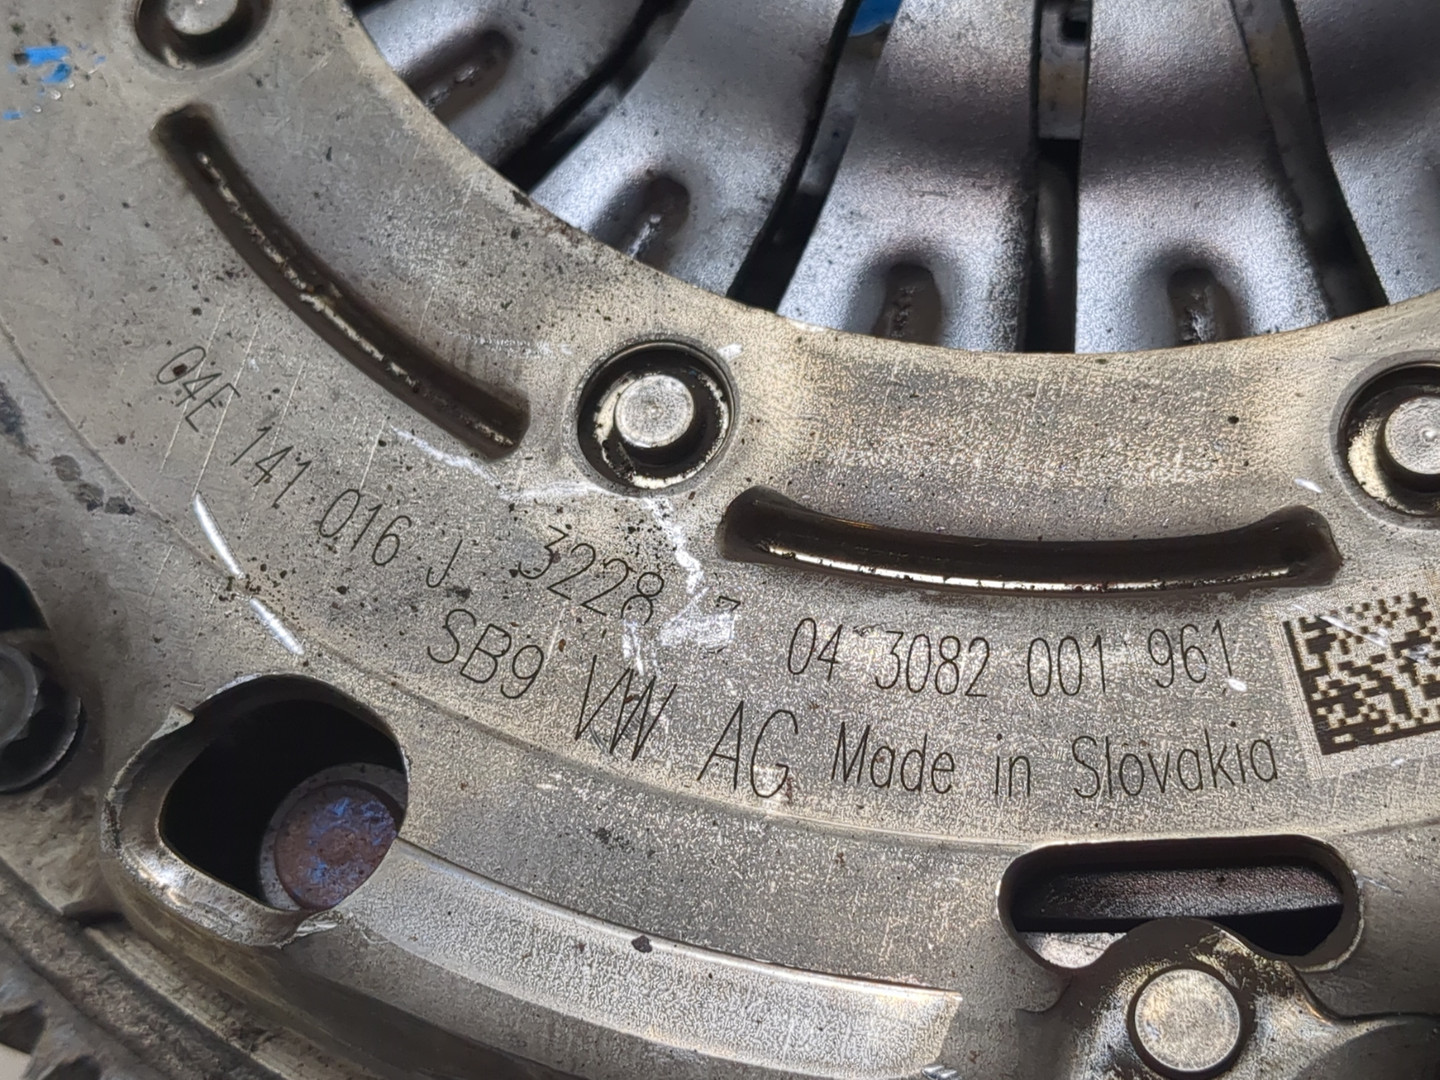 04E 141 016 J 3228
SB9 VW AG
04 3082 001 961
Made in Slovakia